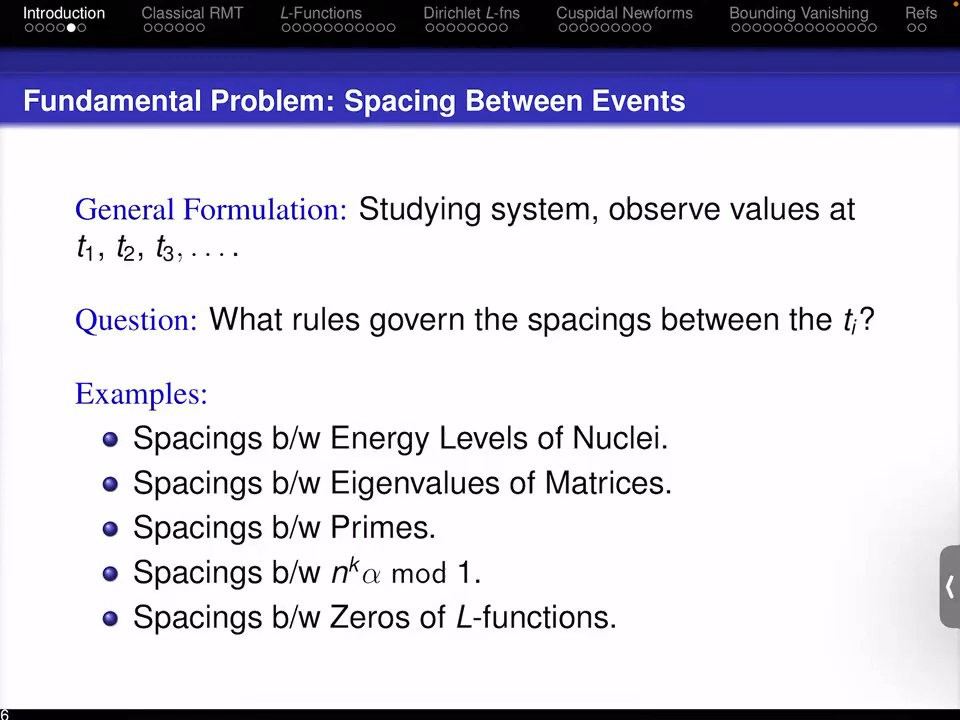 Introduction Classical RMT L-Functions Dirichlet L-fns Cuspidal Newforms Bounding Vanishing Refs
Fundamental Problem: Spacing Between Events
General Formulation: Studying system, observe values at
t₁, t₂, t₃, . . . .
Question: What rules govern the spacings between the tᵢ?
Examples:
Spacings b/w Energy Levels of Nuclei.
Spacings b/w Eigenvalues of Matrices.
Spacings b/w Primes.
Spacings b/w nᵏα mod 1.
Spacings b/w Zeros of L-functions.
6